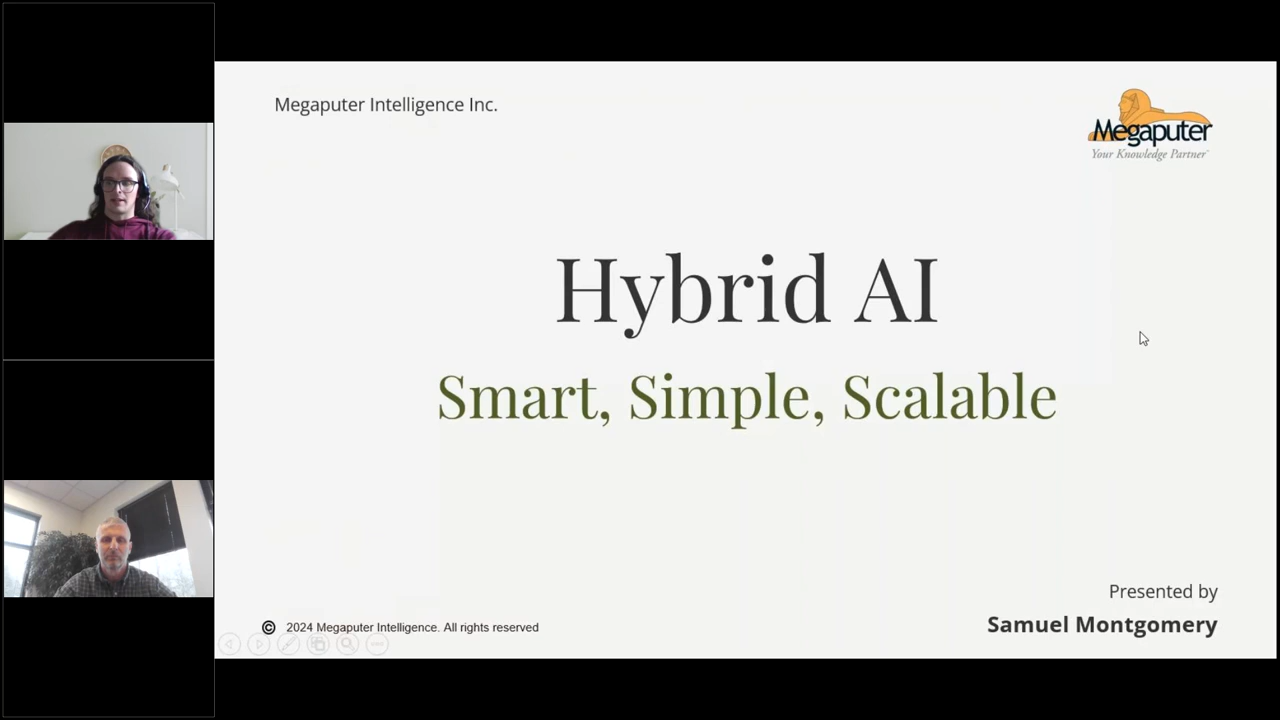 Megaputer Intelligence Inc.
Megaputer
Your Knowledge Partner
Hybrid AI
Smart, Simple, Scalable
Presented by
Samuel Montgomery
© 2024 Megaputer Intelligence. All rights reserved